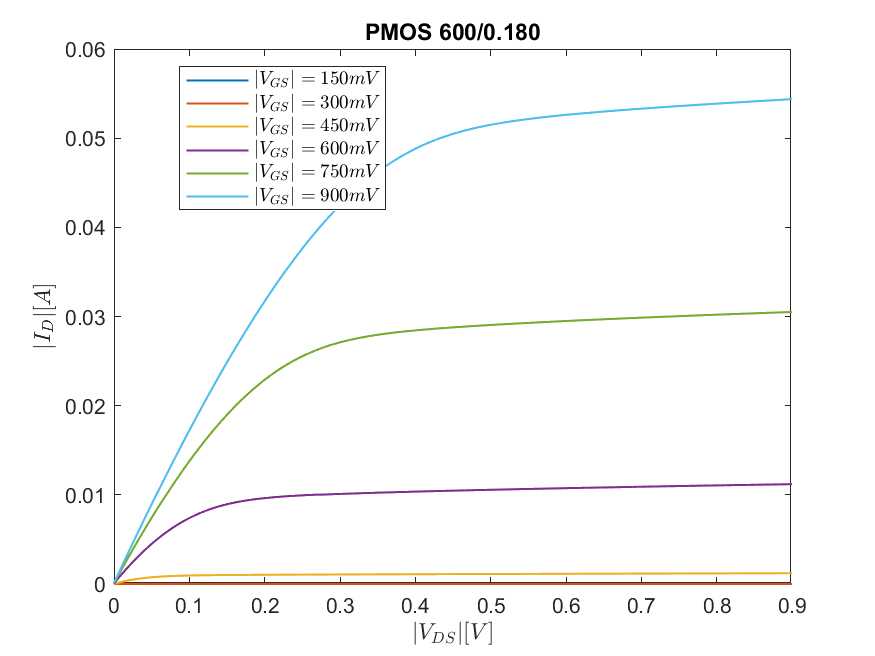 PMOS 600/0.180
0.06
0.05
0.04
0.03
0.02
0.01
0
|V_{GS}| = 150mV
|V_{GS}| = 300mV
|V_{GS}| = 450mV
|V_{GS}| = 600mV
|V_{GS}| = 750mV
|V_{GS}| = 900mV
|I_D|[A]
0 0.1 0.2 0.3 0.4 0.5 0.6 0.7 0.8 0.9
|V_{DS}|[V]